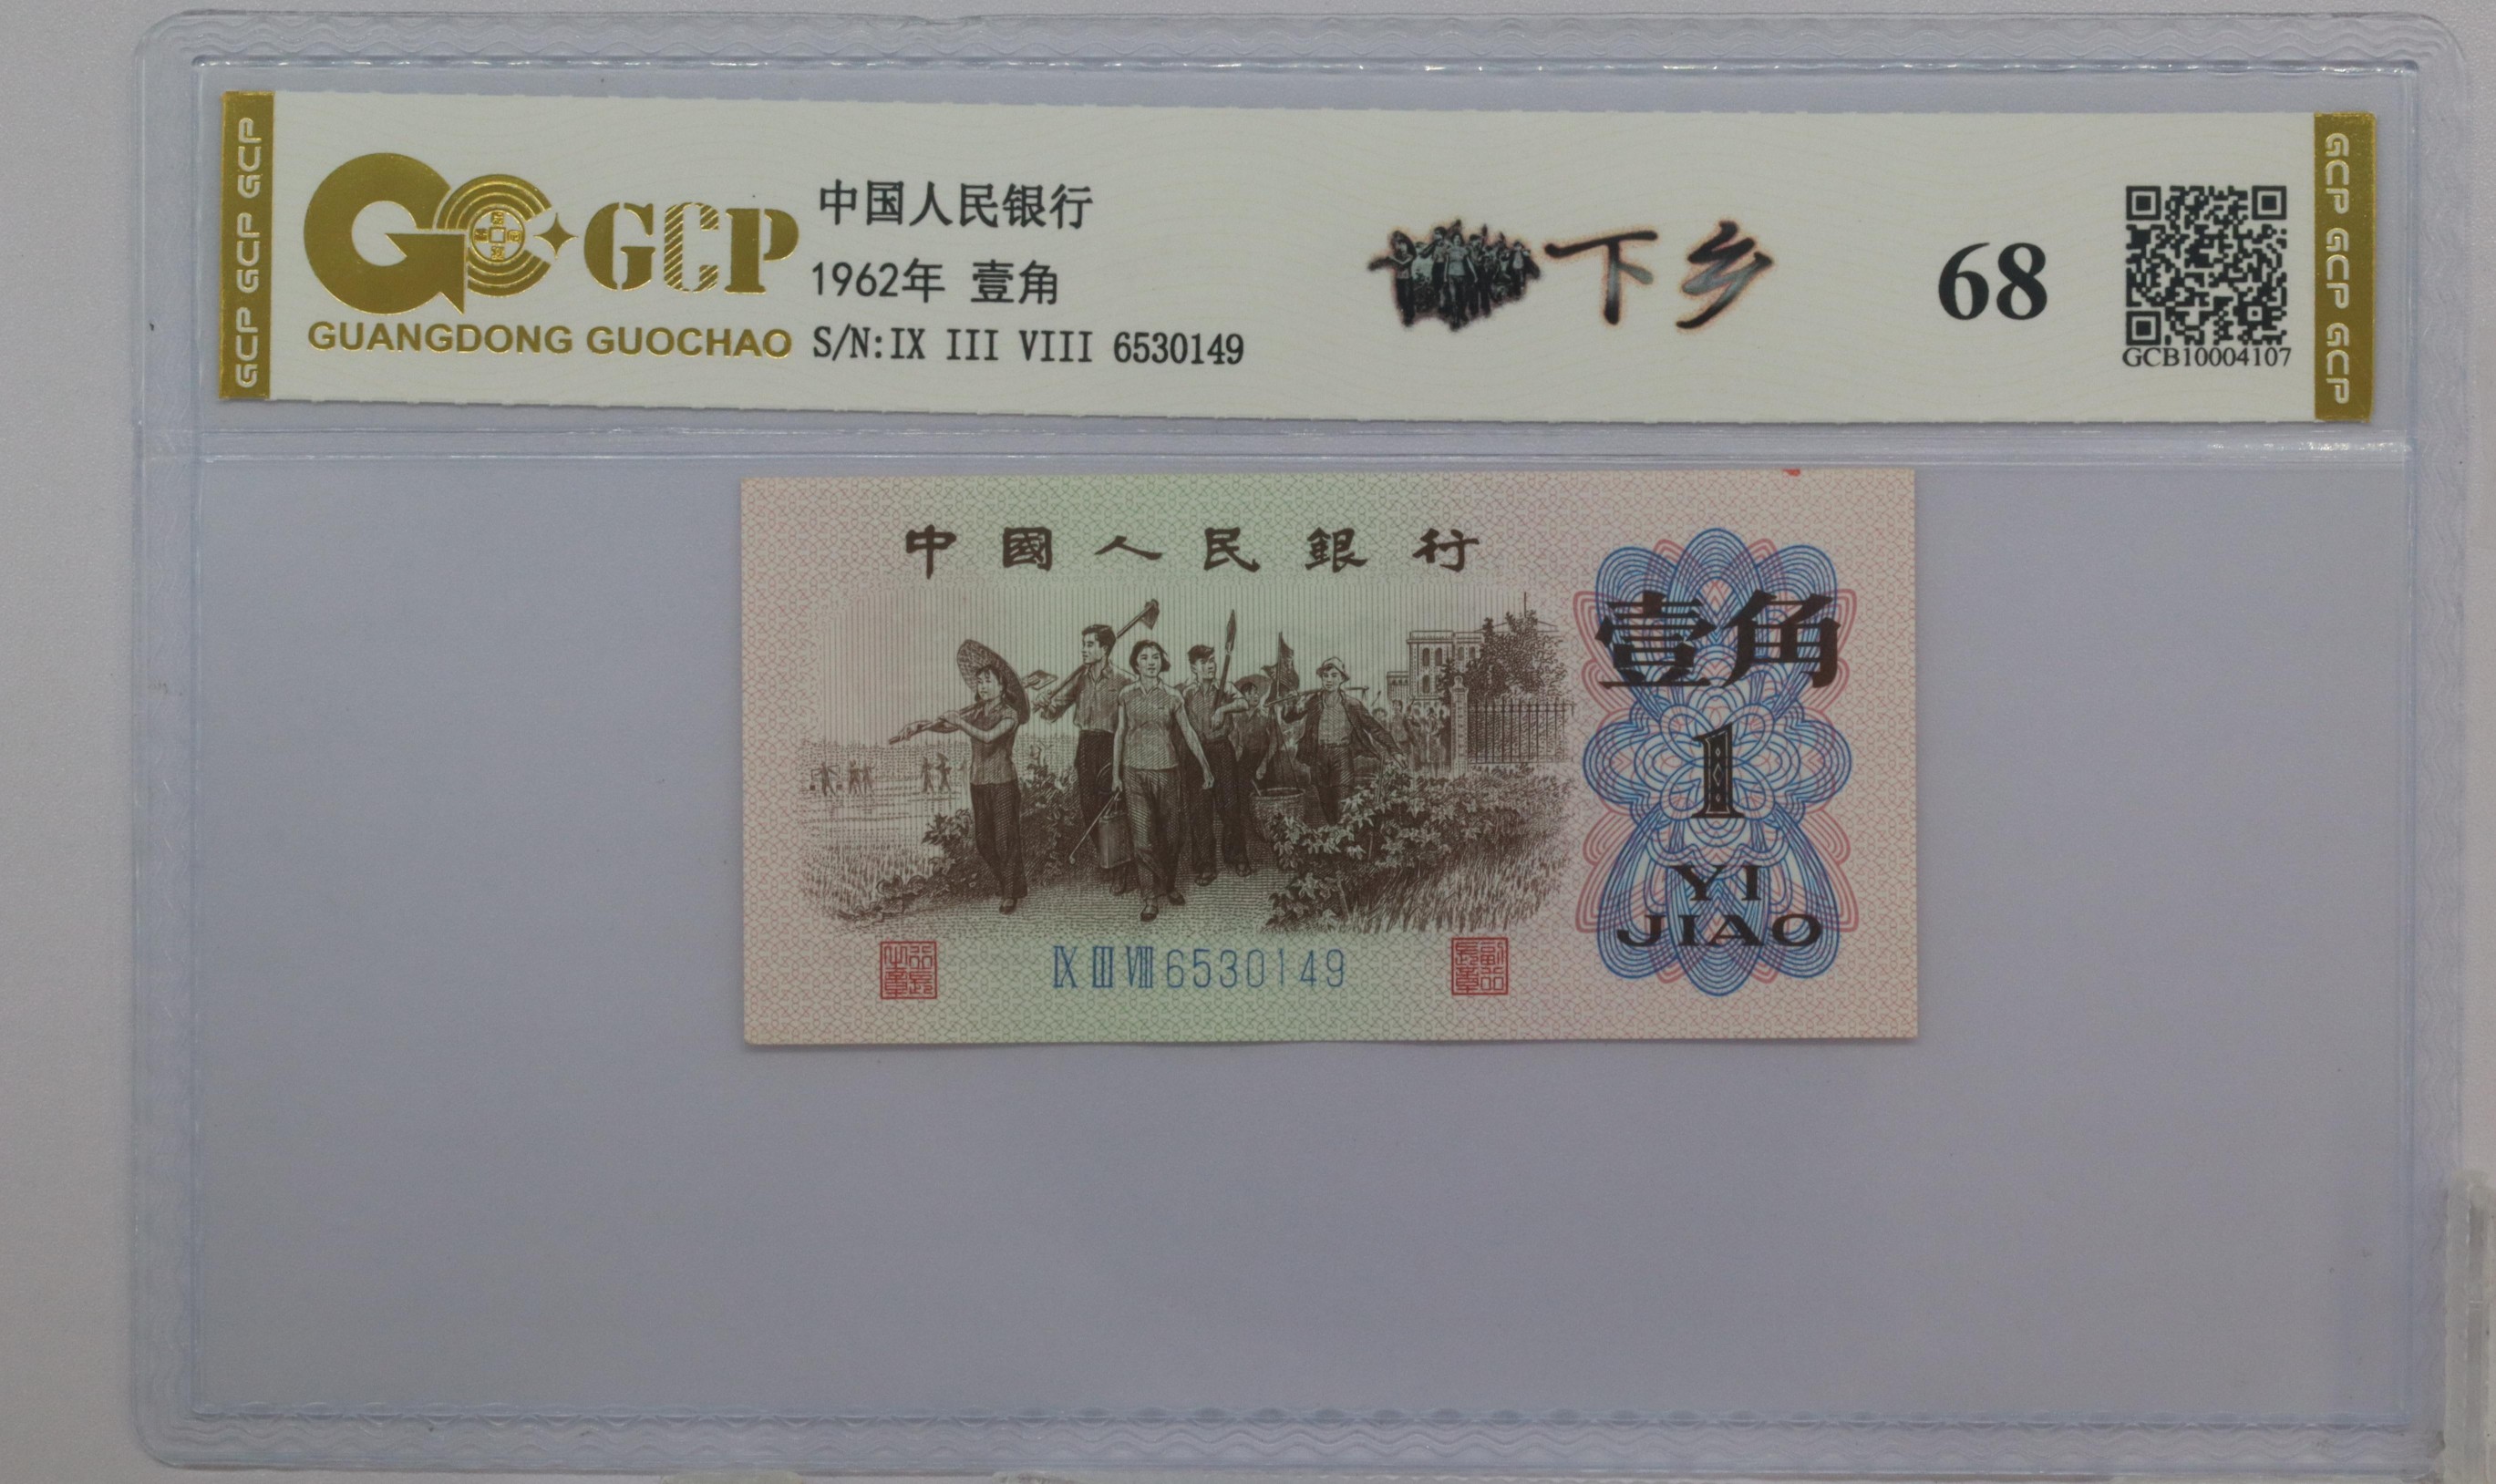 GCP GCP GCP
GCP
GUANGDONG GUOCHAO
中国人民银行
1962年 壹角
S/N:IX III VIII 6530149
下乡
68
GCB10004107
GCP GCP GCP
中國人民銀行
壹角
1
YI
JIAO
IX III VIII 6530149